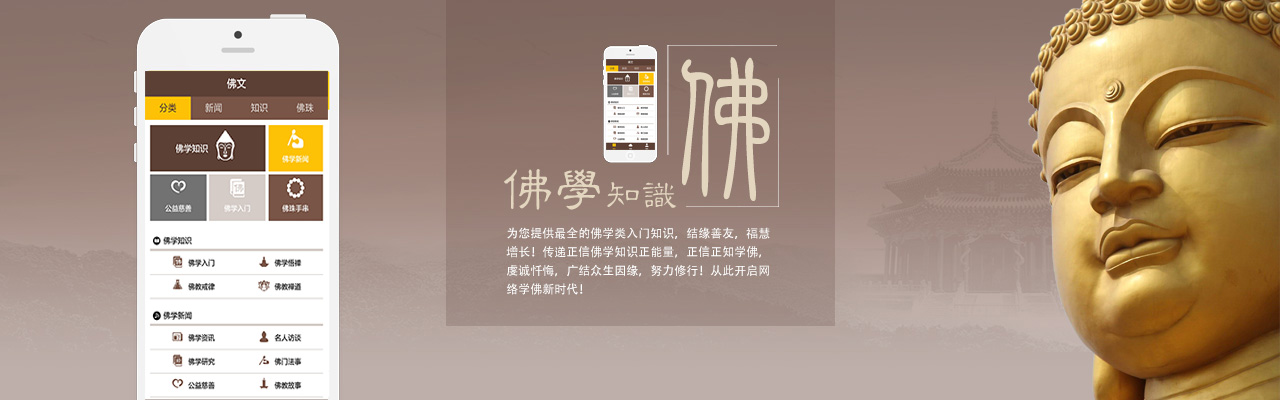 佛文
分类 新闻 知识 佛珠
佛学知识
佛学新闻
公益慈善
佛学入门
佛珠手串
佛学知识
佛学入门 佛学悟禅
佛教戒律 佛教禅道
佛学新闻
佛学资讯 名人访谈
佛学研究 佛门法事
公益慈善 佛教故事
佛
佛學知識
为您提供最全的佛学类入门知识，结缘善友，福慧
增长！传递正信佛学知识正能量，正信正知学佛，
虔诚忏悔，广结众生因缘，努力修行！从此开启网
络学佛新时代！